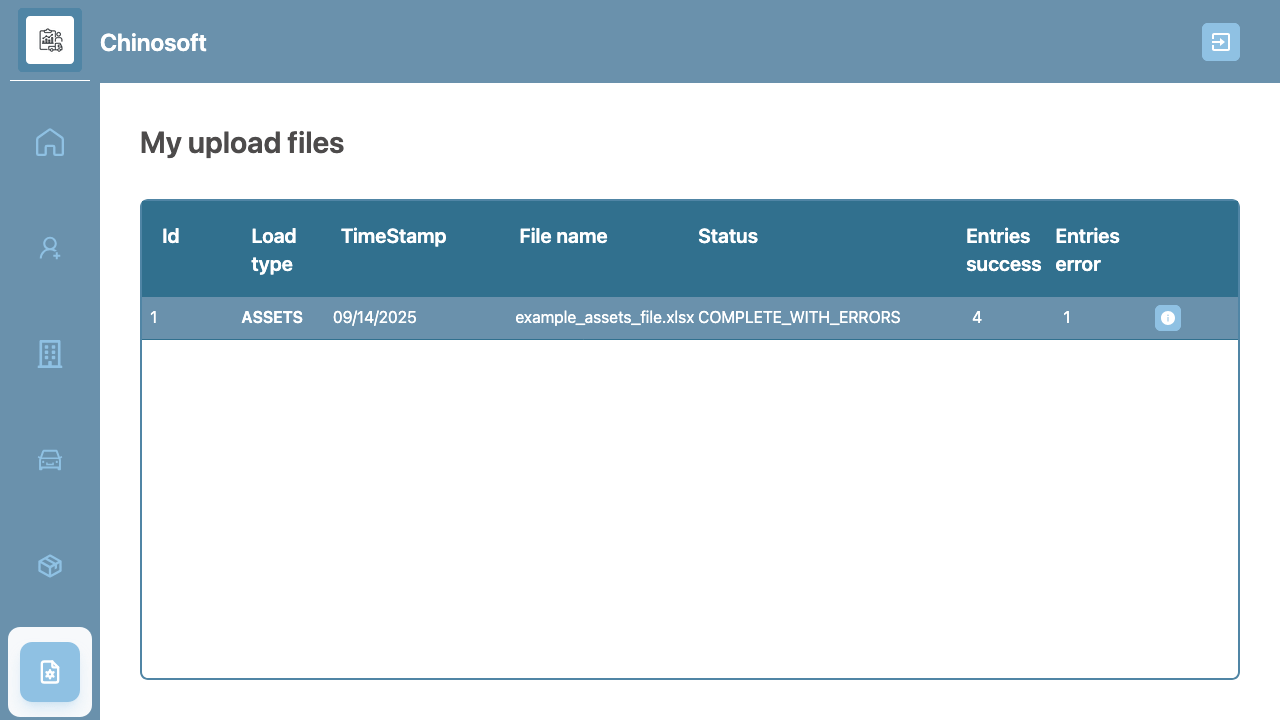 Chinosoft
My upload files
Id Load type TimeStamp File name Status Entries success Entries error
1 ASSETS 09/14/2025 example_assets_file.xlsx COMPLETE_WITH_ERRORS 4 1